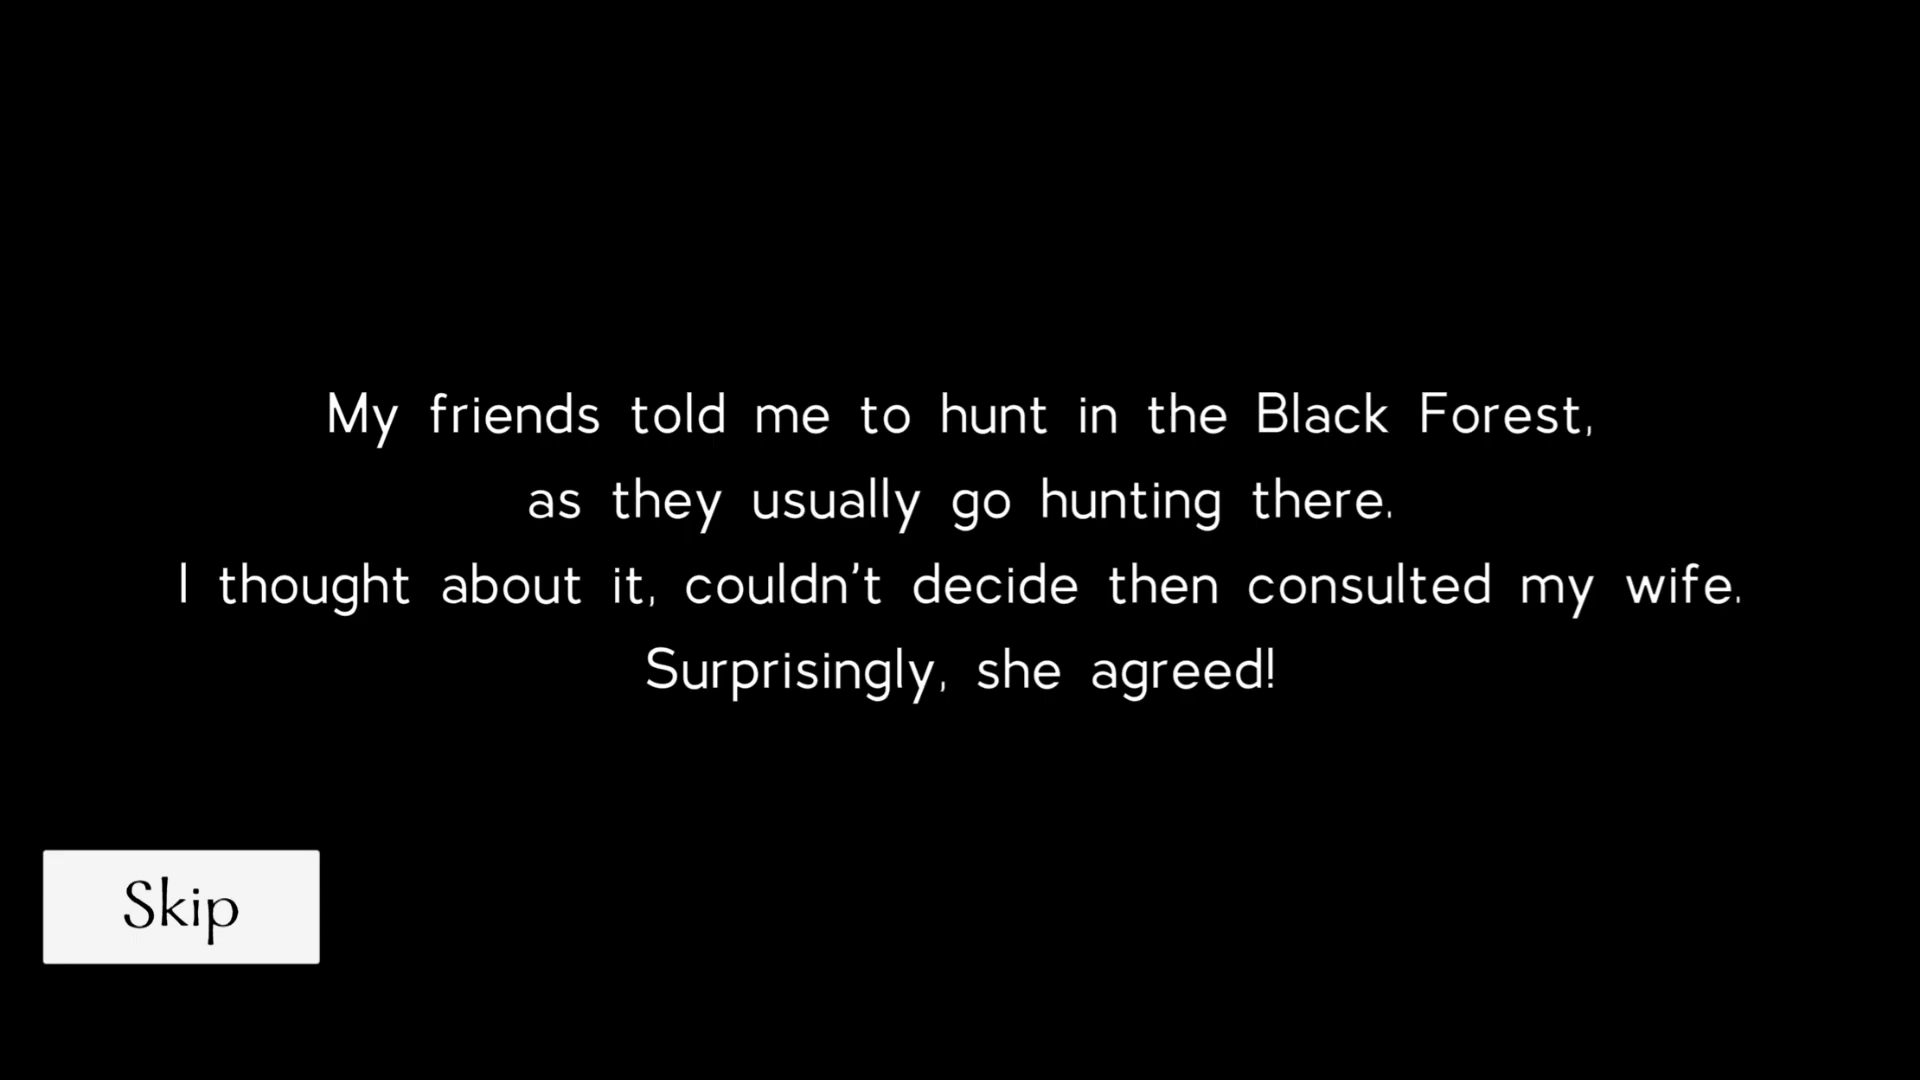 My friends told me to hunt in the Black Forest,
as they usually go hunting there.
I thought about it, couldn't decide then consulted my wife.
Surprisingly, she agreed!
Skip